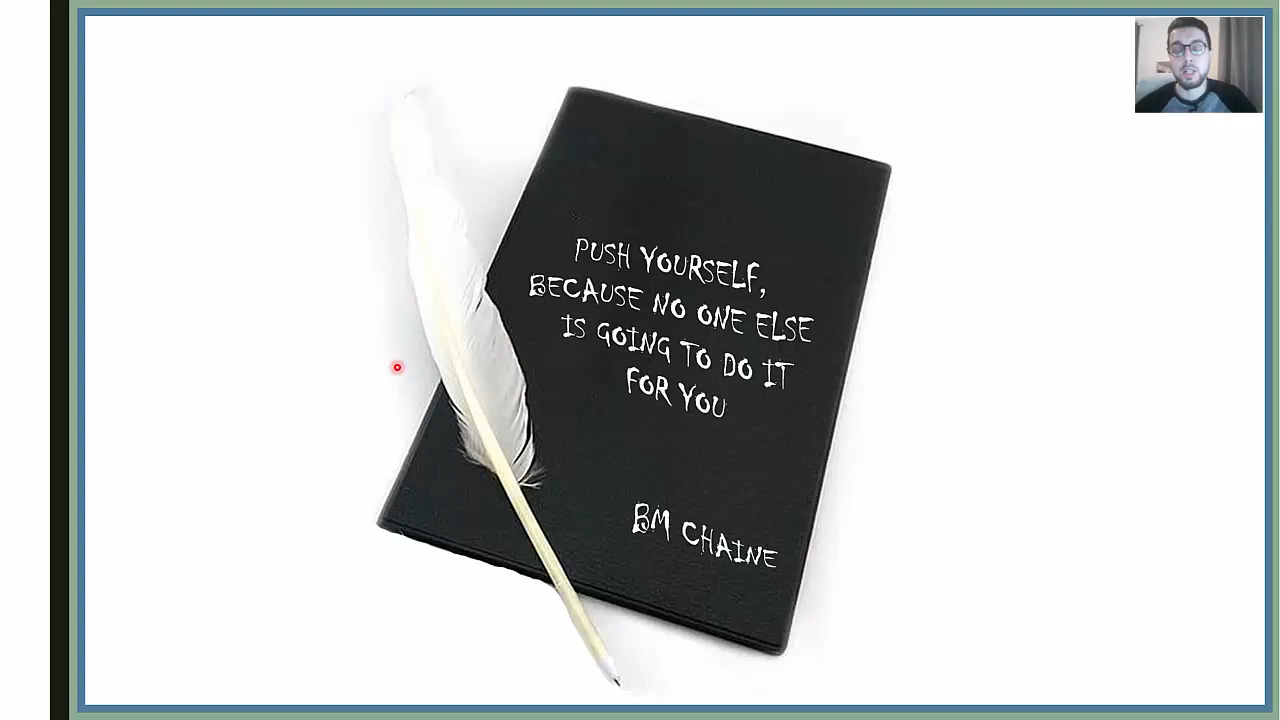 PUSH YOURSELF,
BECAUSE NO ONE ELSE
IS GOING TO DO IT
FOR YOU
BM CHAINE